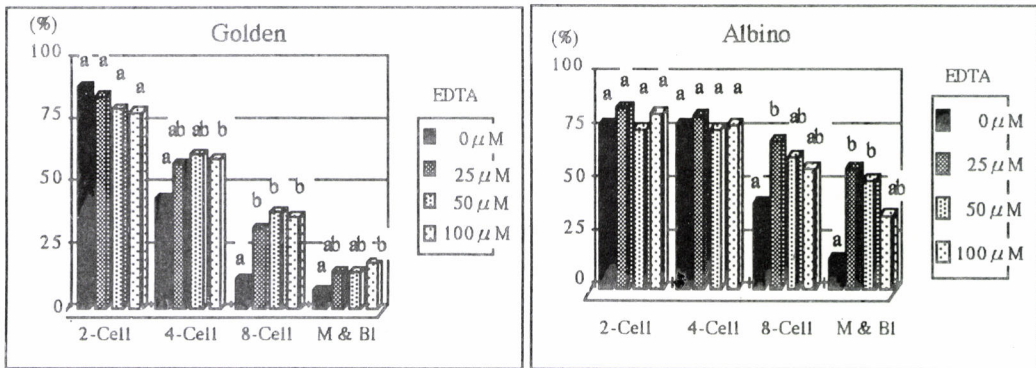 Golden
(%)
100
75
50
25
0
a a a a
a ab ab b
a b b b
a ab ab b
2-Cell 4-Cell 8-Cell M & Bl
EDTA
0 μM
25 μM
50 μM
100 μM
Albino
(%)
100
75
50
25
0
a a a a
a a a a
a b ab ab
a b b ab
2-Cell 4-Cell 8-Cell M & Bl
EDTA
0 μM
25 μM
50 μM
100 μM